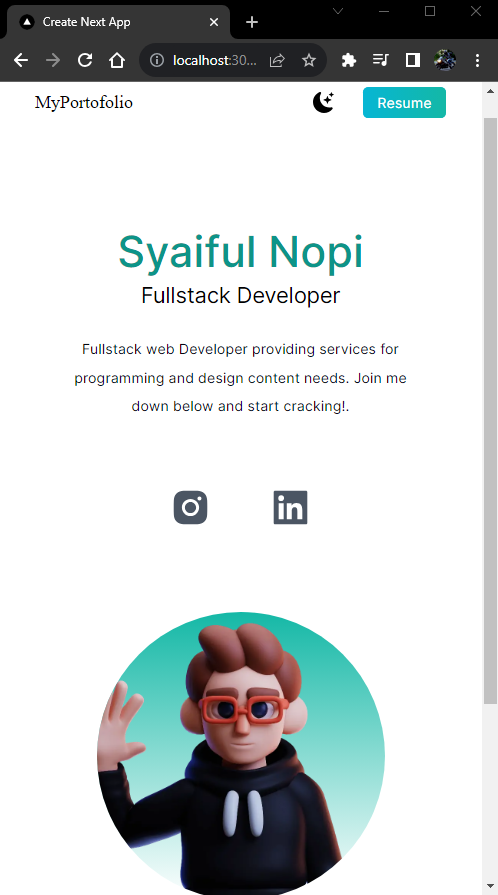 Create Next App
localhost:30...
MyPortofolio
Resume
Syaiful Nopi
Fullstack Developer
Fullstack web Developer providing services for
programming and design content needs. Join me
down below and start cracking!.
in